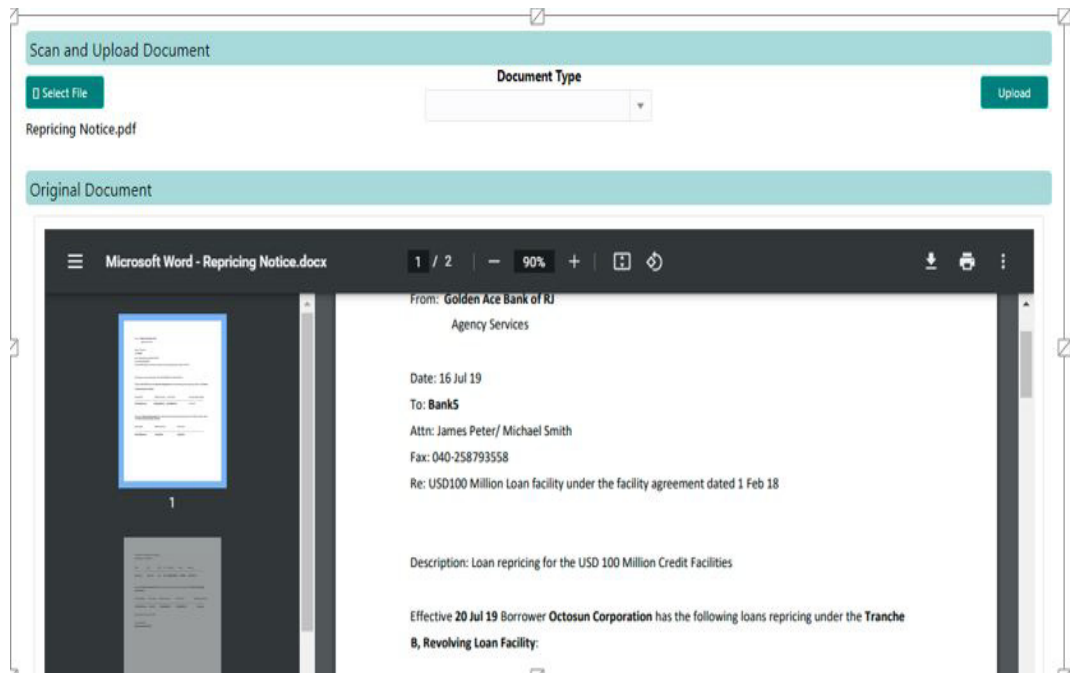 Scan and Upload Document
Document Type
Select File
Upload
Repricing Notice.pdf
Original Document
Microsoft Word - Repricing Notice.docx
1 / 2
90%
From: Golden Ace Bank of RJ
Agency Services
Date: 16 Jul 19
To: Bank5
Attn: James Peter/ Michael Smith
Fax: 040-258793558
Re: USD100 Million Loan facility under the facility agreement dated 1 Feb 18
1
Description: Loan repricing for the USD 100 Million Credit Facilities
Effective 20 Jul 19 Borrower Octosun Corporation has the following loans repricing under the Tranche
B, Revolving Loan Facility: